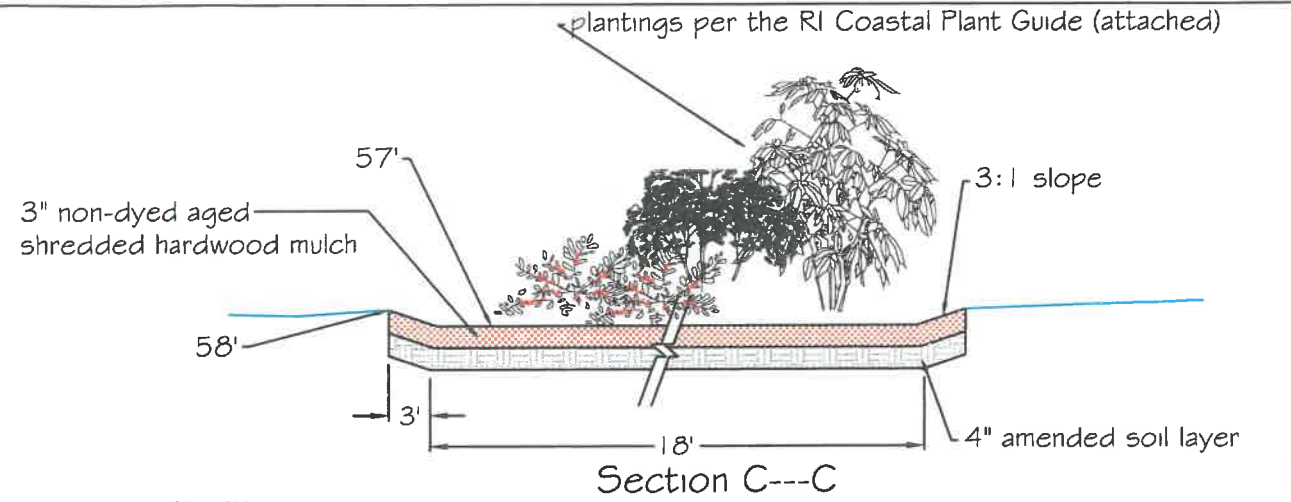 plantings per the RI Coastal Plant Guide (attached)
57'
3:1 slope
3" non-dyed aged
shredded hardwood mulch
58'
3'
18'
4" amended soil layer
Section C---C